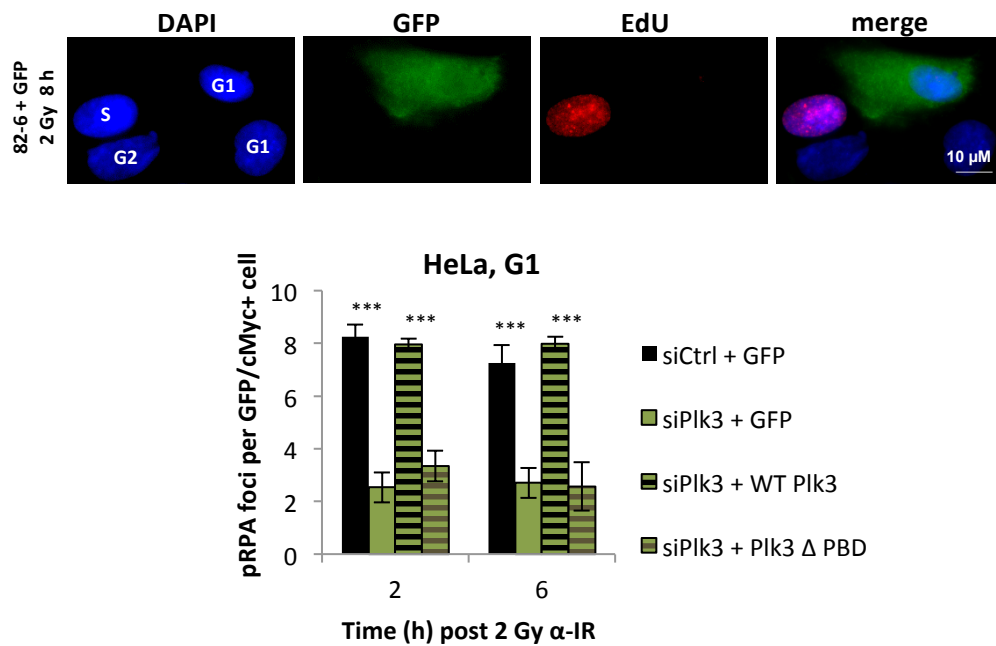 DAPI GFP EdU merge
82-6 + GFP
2 Gy 8 h
G1
S
G2
G1
10 µM
HeLa, G1
pRPA foci per GFP/cMyc+ cell
10
8
6
4
2
0
*** *** *** ***
2 6
Time (h) post 2 Gy α-IR
siCtrl + GFP
siPlk3 + GFP
siPlk3 + WT Plk3
siPlk3 + Plk3 Δ PBD